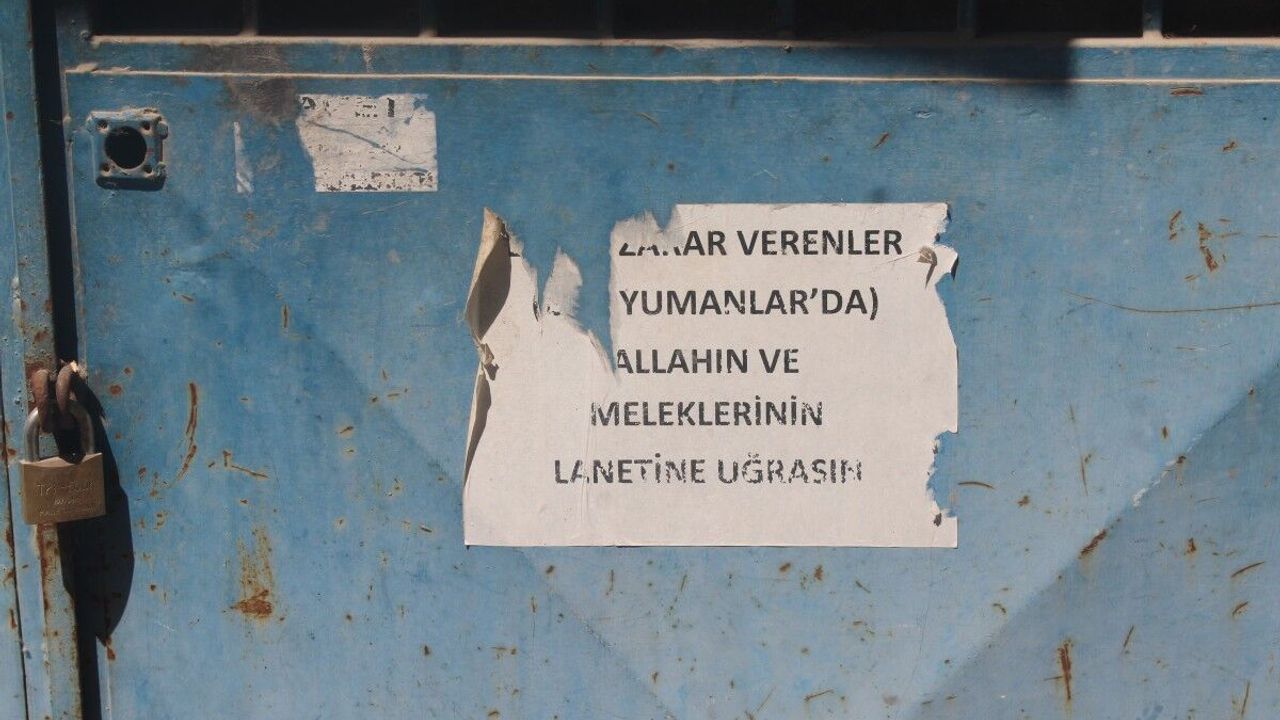 ZARAR VERENLER
YUMANLAR'DA)
ALLAHIN VE
MELEKLERİNİN
LANETİNE UĞRASIN